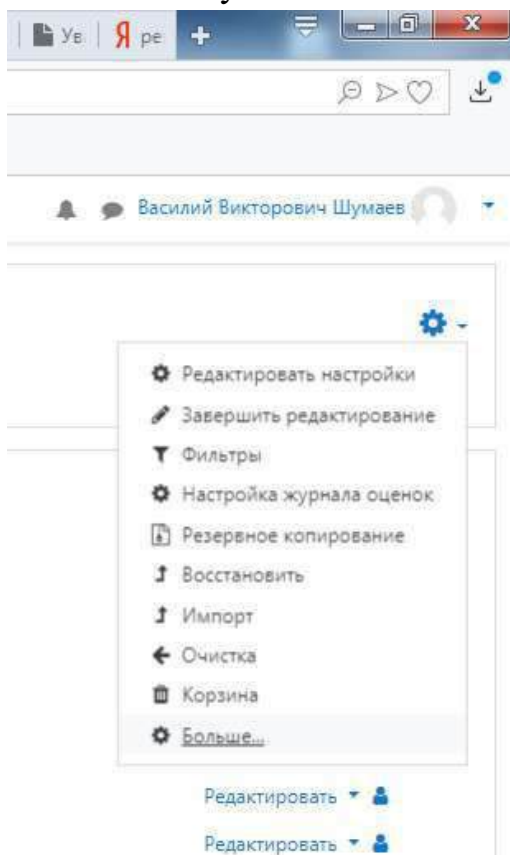 Ув Я ре
Василий Викторович Шумаев
Редактировать настройки
Завершить редактирование
Фильтры
Настройка журнала оценок
Резервное копирование
Восстановить
Импорт
Очистка
Корзина
Больше...
Редактировать
Редактировать